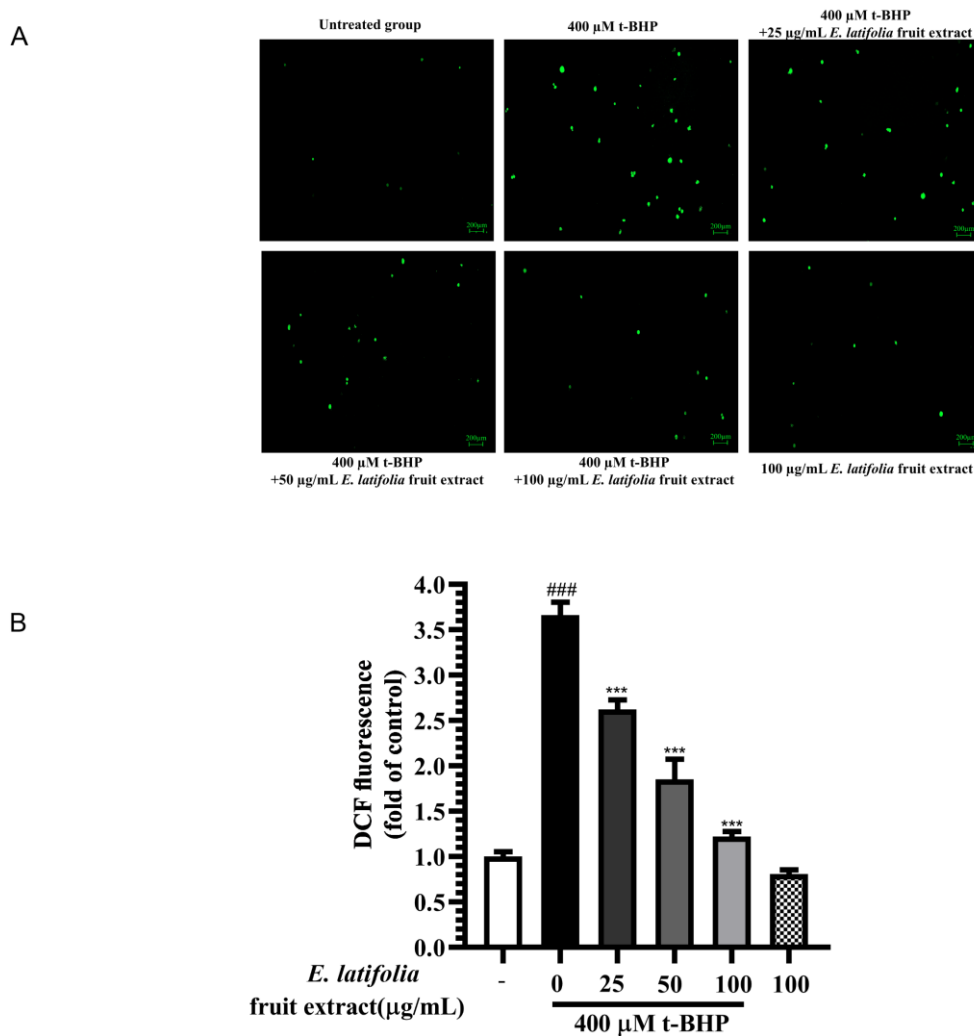 A
Untreated group
400 μM t-BHP
400 μM t-BHP
+25 μg/mL E. latifolia fruit extract
200μm
200μm
200μm
200μm
200μm
200μm
400 μM t-BHP
+50 μg/mL E. latifolia fruit extract
400 μM t-BHP
+100 μg/mL E. latifolia fruit extract
100 μg/mL E. latifolia fruit extract
B
DCF fluorescence
(fold of control)
4.0
3.5
3.0
2.5
2.0
1.5
1.0
0.5
0.0
###
***
***
***
E. latifolia
fruit extract(μg/mL)
- 0 25 50 100 100
400 μM t-BHP